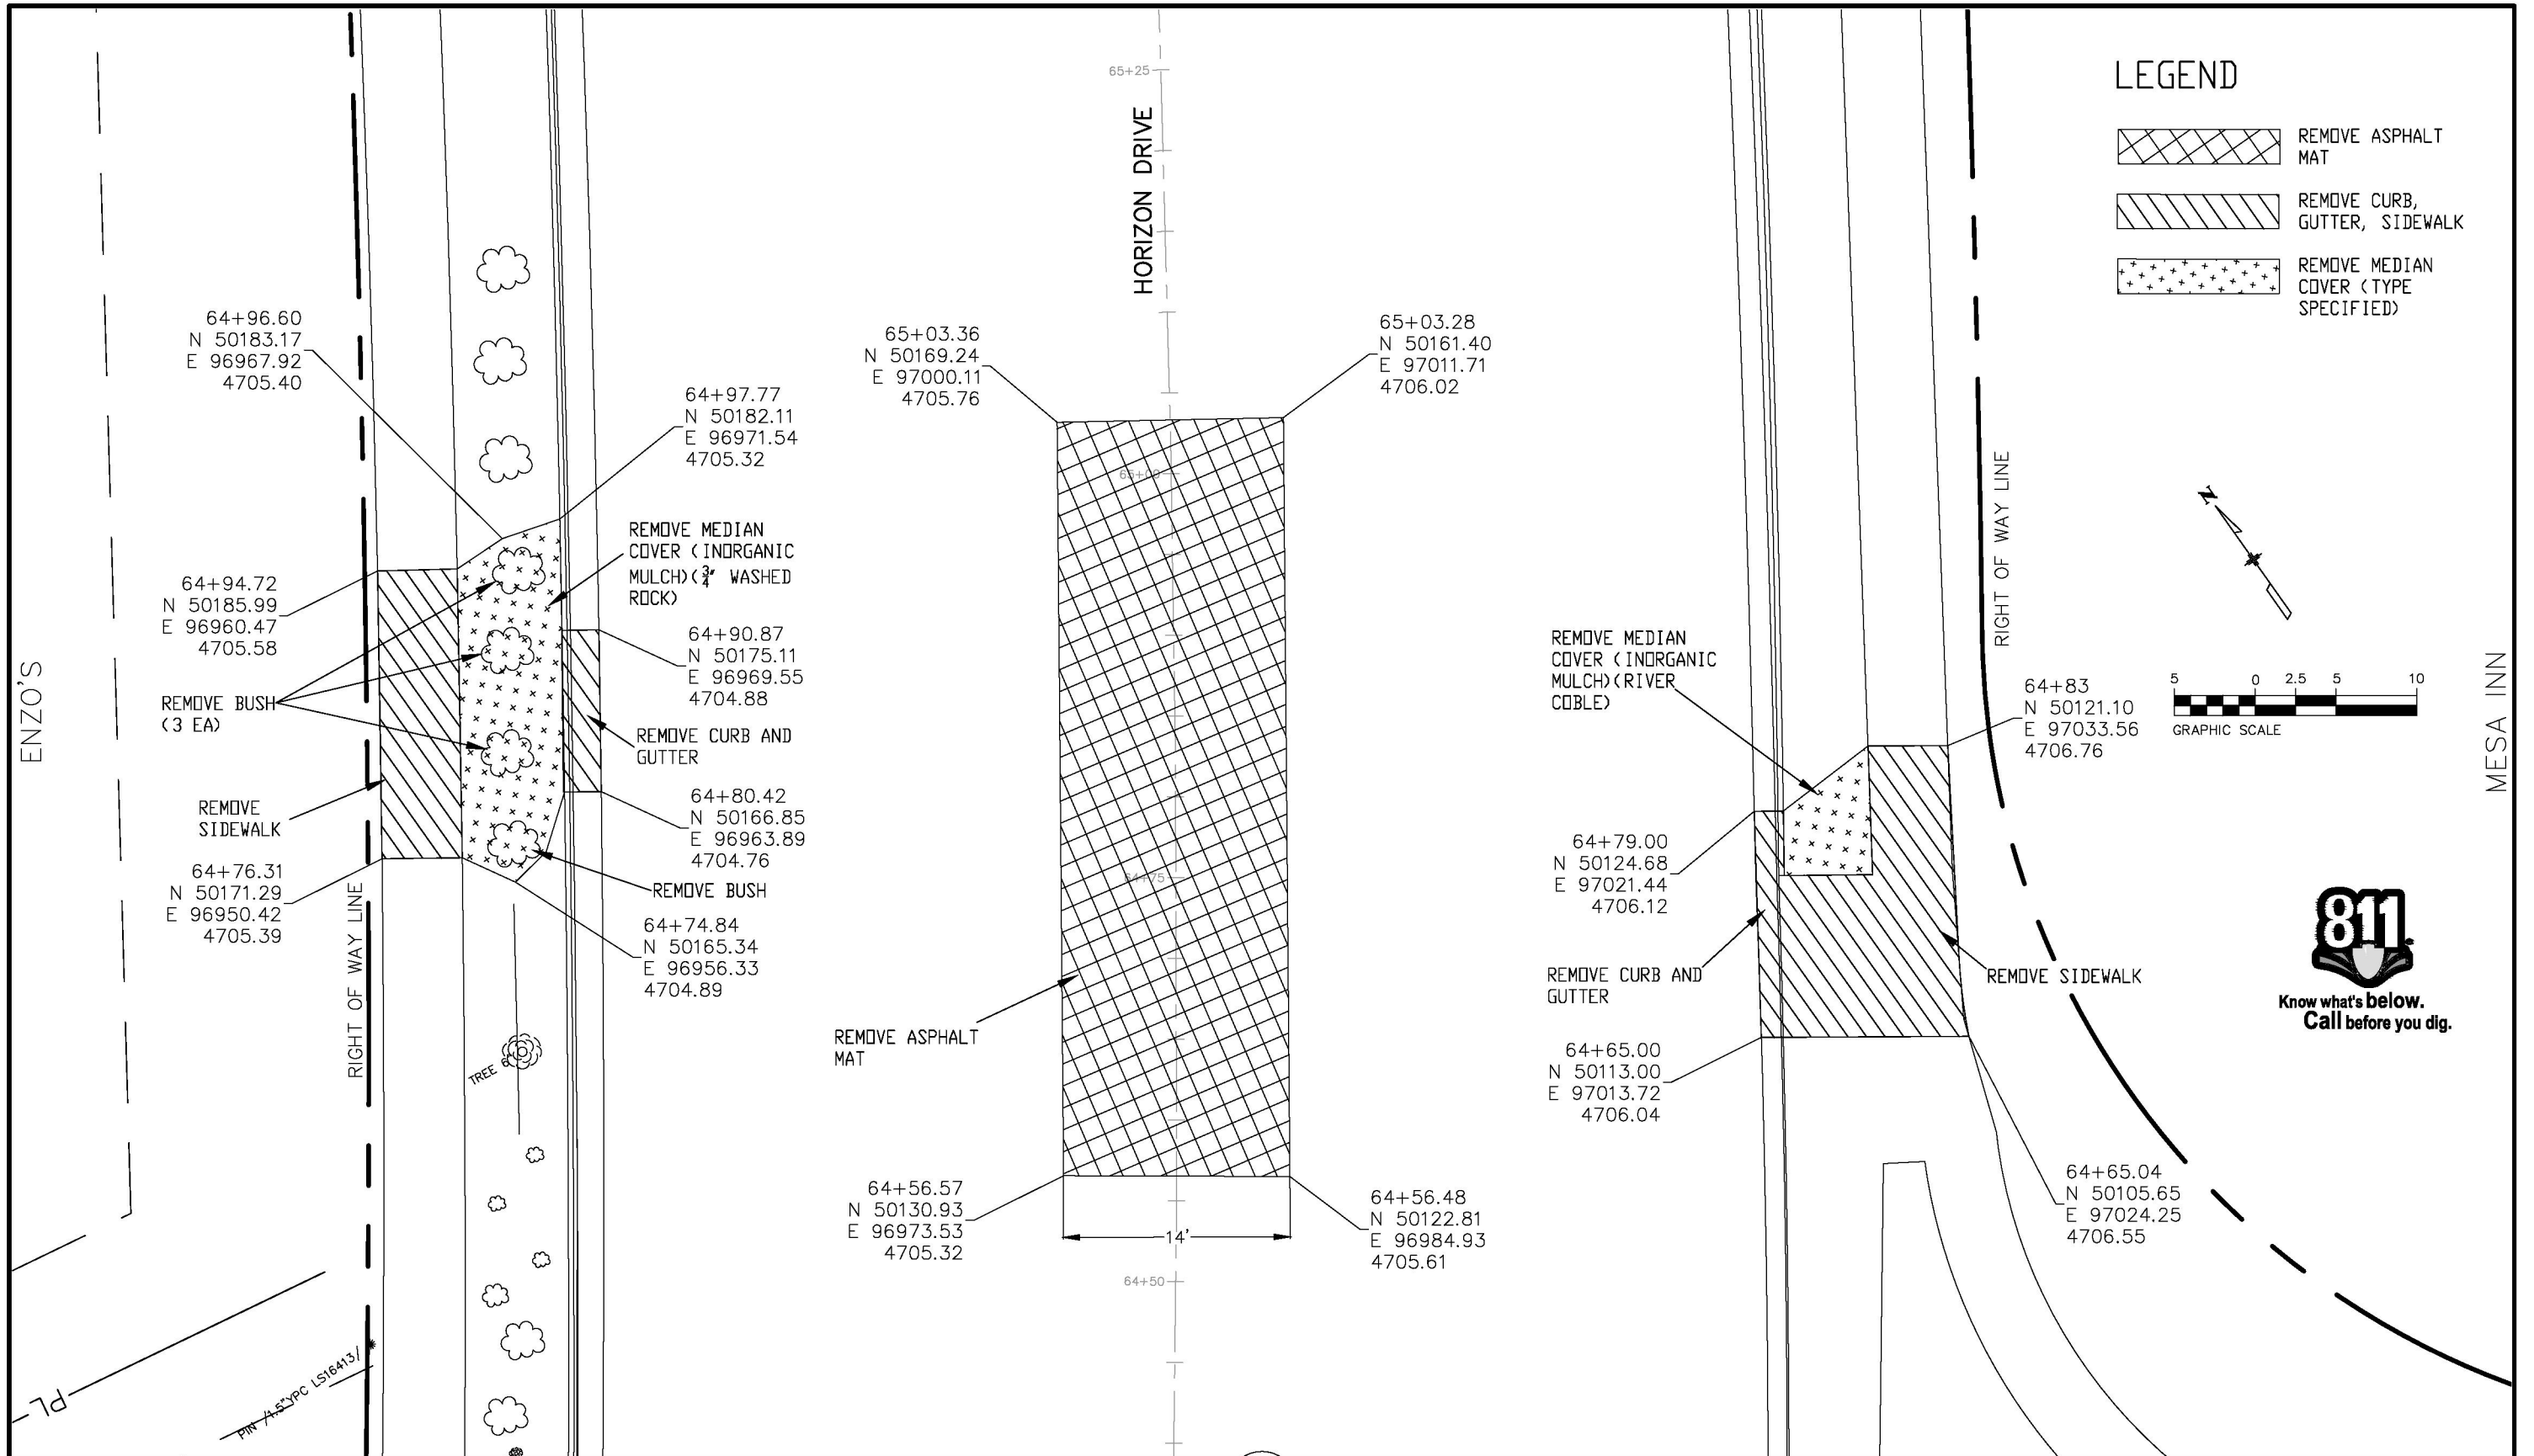 65+25
HORIZON DRIVE
LEGEND
REMOVE ASPHALT
MAT
REMOVE CURB,
GUTTER, SIDEWALK
REMOVE MEDIAN
COVER (TYPE
SPECIFIED)
64+96.60
N 50183.17
E 96967.92
4705.40
64+97.77
N 50182.11
E 96971.54
4705.32
65+03.36
N 50169.24
E 97000.11
4705.76
65+03.28
N 50161.40
E 97011.71
4706.02
65+00
REMOVE MEDIAN
COVER (INORGANIC
MULCH)(3/4" WASHED
ROCK)
64+94.72
N 50185.99
E 96960.47
4705.58
64+90.87
N 50175.11
E 96969.55
4704.88
REMOVE BUSH
(3 EA)
REMOVE CURB AND
GUTTER
ENZO'S
REMOVE
SIDEWALK
64+80.42
N 50166.85
E 96963.89
4704.76
64+76.31
N 50171.29
E 96950.42
4705.39
REMOVE BUSH
64+74.84
N 50165.34
E 96956.33
4704.89
RIGHT OF WAY LINE
TREE 6"
64+75
REMOVE ASPHALT
MAT
64+56.57
N 50130.93
E 96973.53
4705.32
14'
64+56.48
N 50122.81
E 96984.93
4705.61
64+50
REMOVE MEDIAN
COVER (INORGANIC
MULCH)(RIVER
COBLE)
RIGHT OF WAY LINE
N
5 0 2.5 5 10
GRAPHIC SCALE
MESA INN
64+83
N 50121.10
E 97033.56
4706.76
64+79.00
N 50124.68
E 97021.44
4706.12
REMOVE CURB AND
GUTTER
REMOVE SIDEWALK
64+65.00
N 50113.00
E 97013.72
4706.04
64+65.04
N 50105.65
E 97024.25
4706.55
811
Know what's below.
Call before you dig.
PL
PIN /1.5"YPC LS16413/